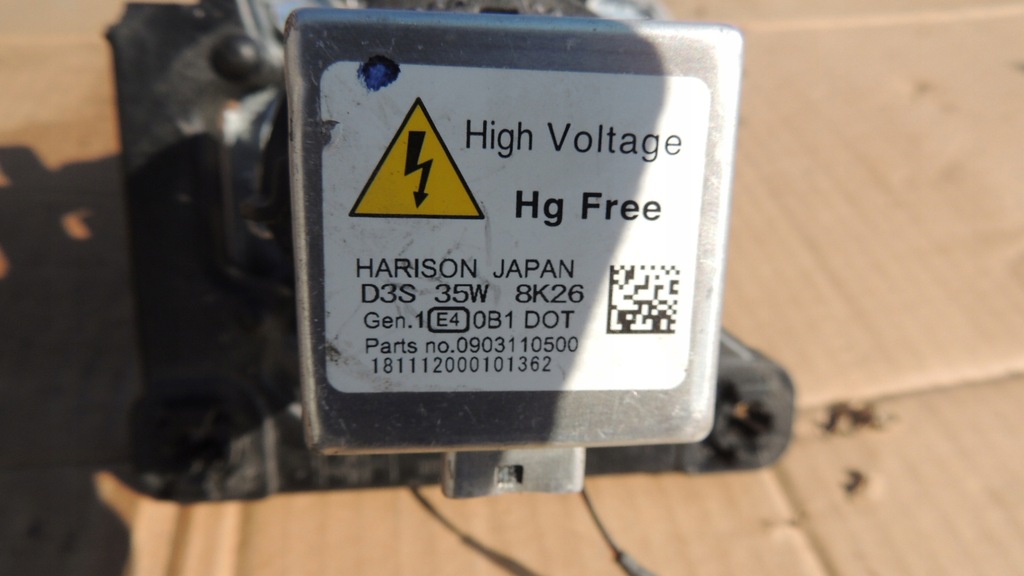 High Voltage
Hg Free
HARISON JAPAN
D3S 35W 8K26
Gen.1 E4 0B1 DOT
Parts no.0903110500
181112000101362